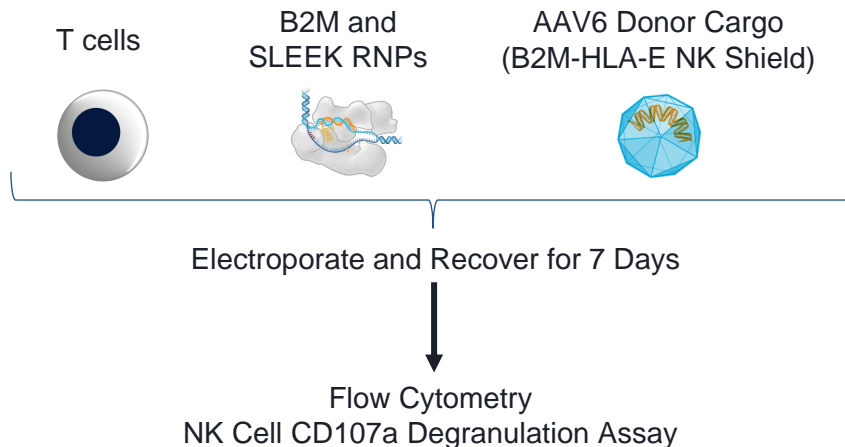 T cells
B2M and
SLEEK RNPs
AAV6 Donor Cargo
(B2M-HLA-E NK Shield)
Electroporate and Recover for 7 Days
Flow Cytometry
NK Cell CD107a Degranulation Assay